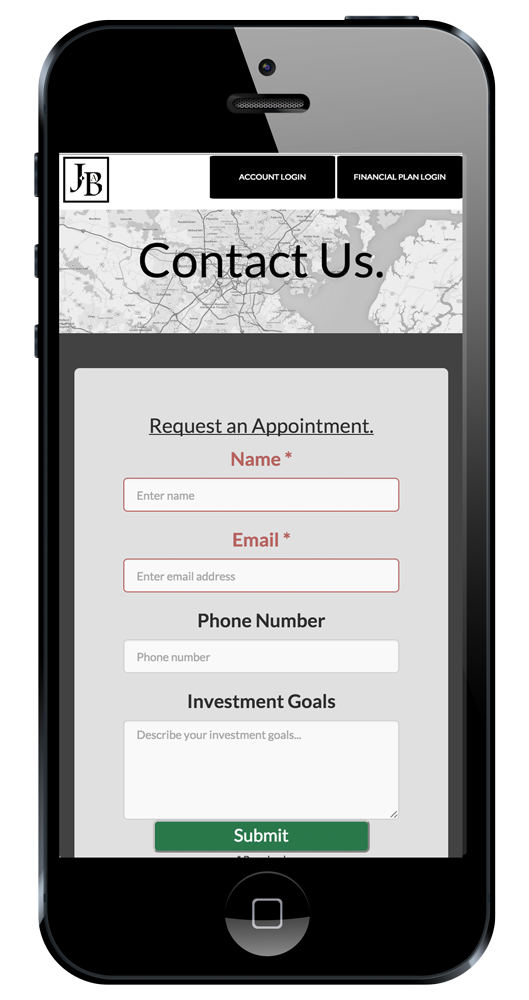 JB
ACCOUNT LOGIN FINANCIAL PLAN LOGIN
Contact Us.
Request an Appointment.
Name *
Enter name
Email *
Enter email address
Phone Number
Phone number
Investment Goals
Describe your investment goals...
Submit